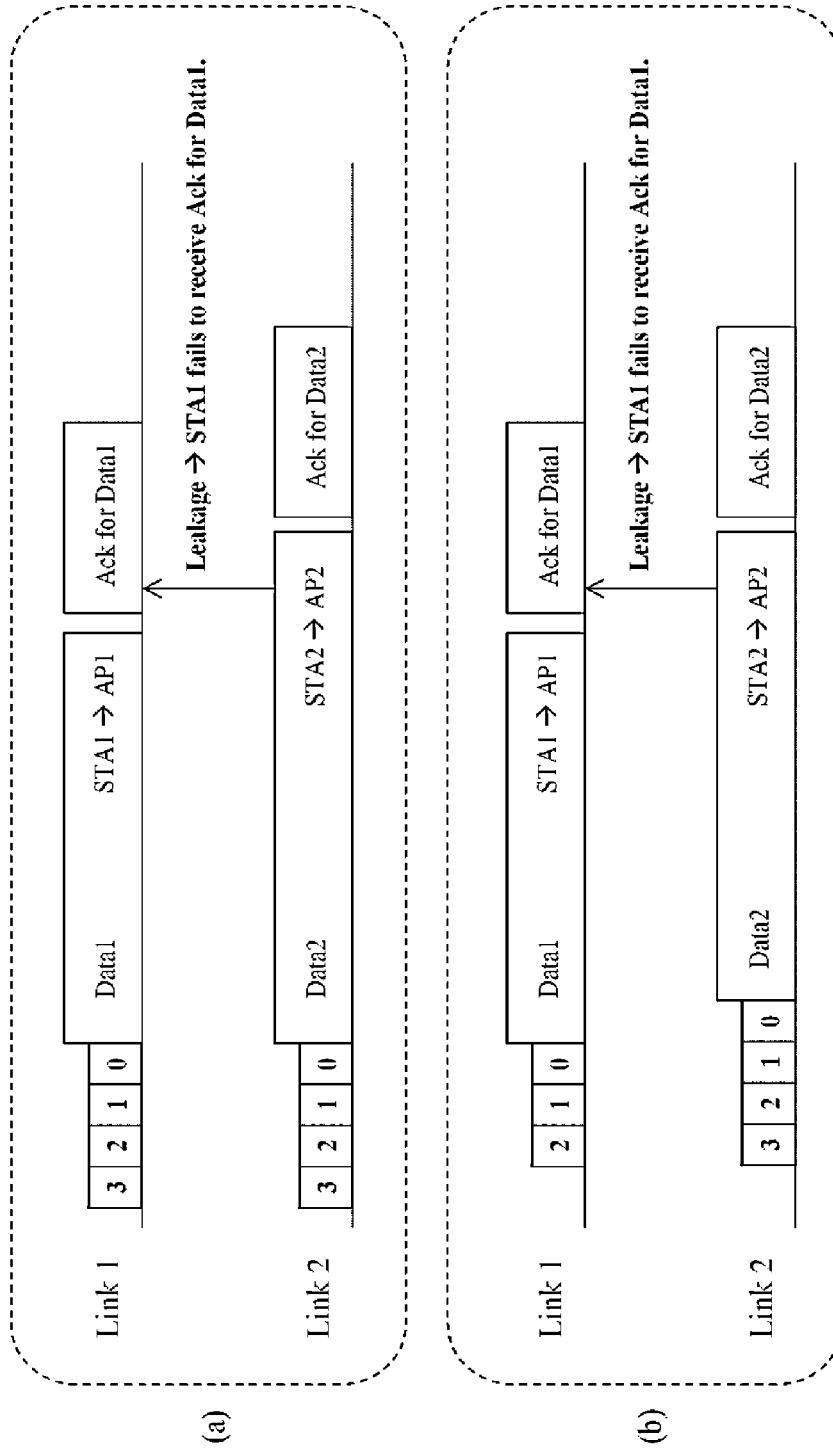 (a)
Link 1
3 2 1 0
Data1 STA1 → AP1
Ack for Data1
Leakage → STA1 fails to receive Ack for Data1.
Link 2
3 2 1 0
Data2 STA2 → AP2
Ack for Data2
(b)
Link 1
2 1 0
Data1 STA1 → AP1
Ack for Data1
Leakage → STA1 fails to receive Ack for Data1.
Link 2
3 2 1 0
Data2 STA2 → AP2
Ack for Data2